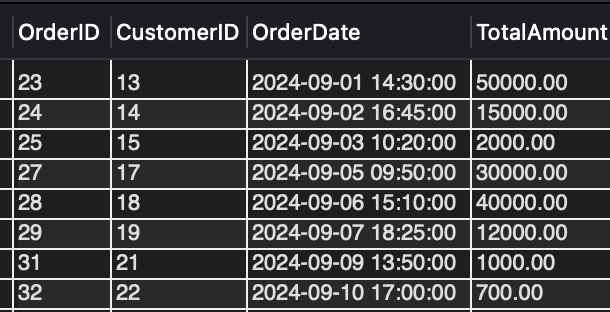 OrderID CustomerID OrderDate TotalAmount
23 13 2024-09-01 14:30:00 50000.00
24 14 2024-09-02 16:45:00 15000.00
25 15 2024-09-03 10:20:00 2000.00
27 17 2024-09-05 09:50:00 30000.00
28 18 2024-09-06 15:10:00 40000.00
29 19 2024-09-07 18:25:00 12000.00
31 21 2024-09-09 13:50:00 1000.00
32 22 2024-09-10 17:00:00 700.00